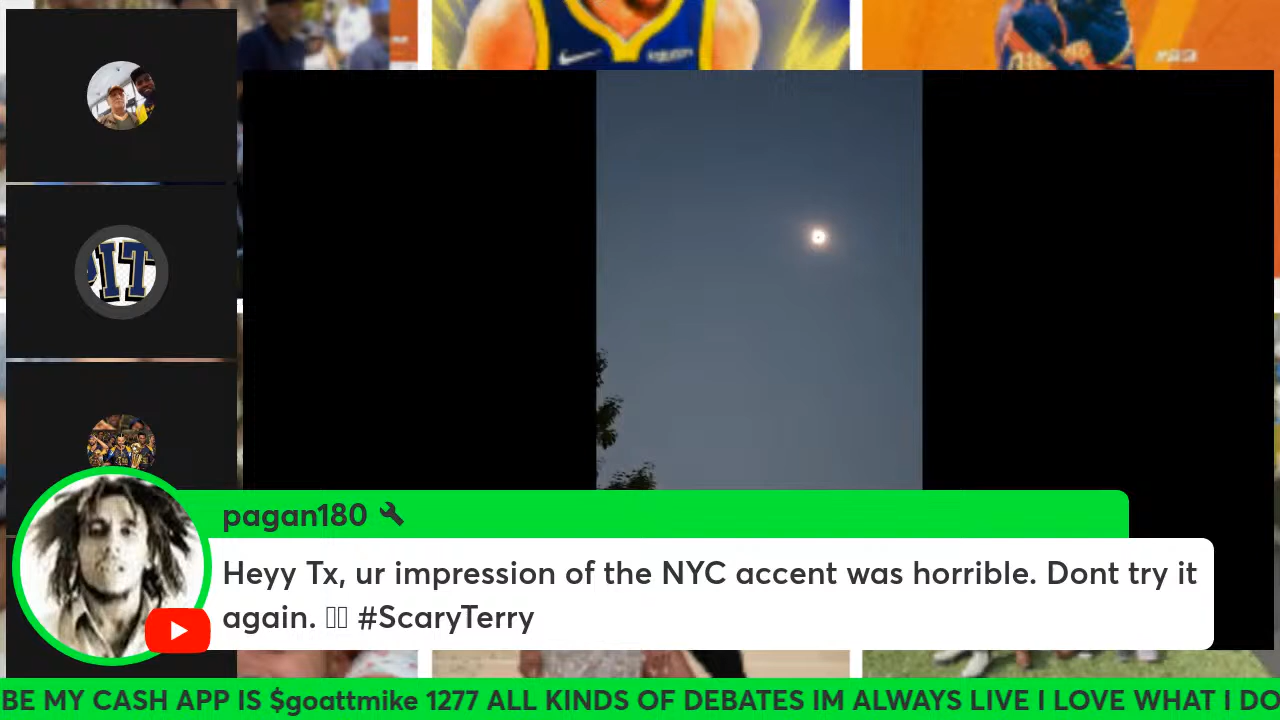 pagan180
Heyy Tx, ur impression of the NYC accent was horrible. Dont try it
again. #ScaryTerry
BE MY CASH APP IS $goattmike 1277 ALL KINDS OF DEBATES IM ALWAYS LIVE I LOVE WHAT I DO